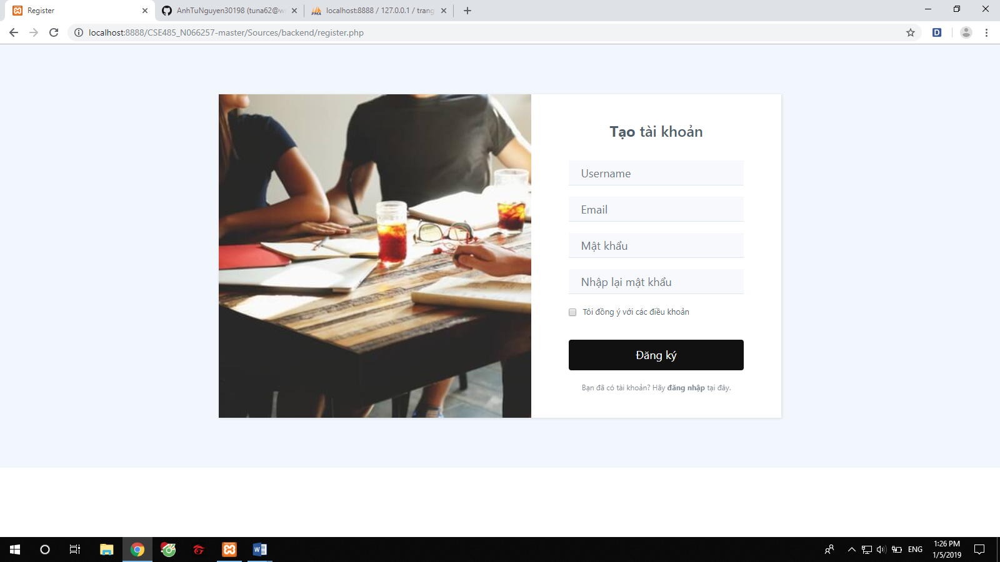 Register
AnhTuNguyen30198 (tuna62@w
localhost:8888 / 127.0.0.1 / trang
localhost:8888/CSE485_N066257-master/Sources/backend/register.php
D
Tạo tài khoản
Username
Email
Mật khẩu
Nhập lại mật khẩu
Tôi đồng ý với các điều khoản
Đăng ký
Bạn đã có tài khoản? Hãy đăng nhập tại đây.
ENG
1:26 PM
1/5/2019